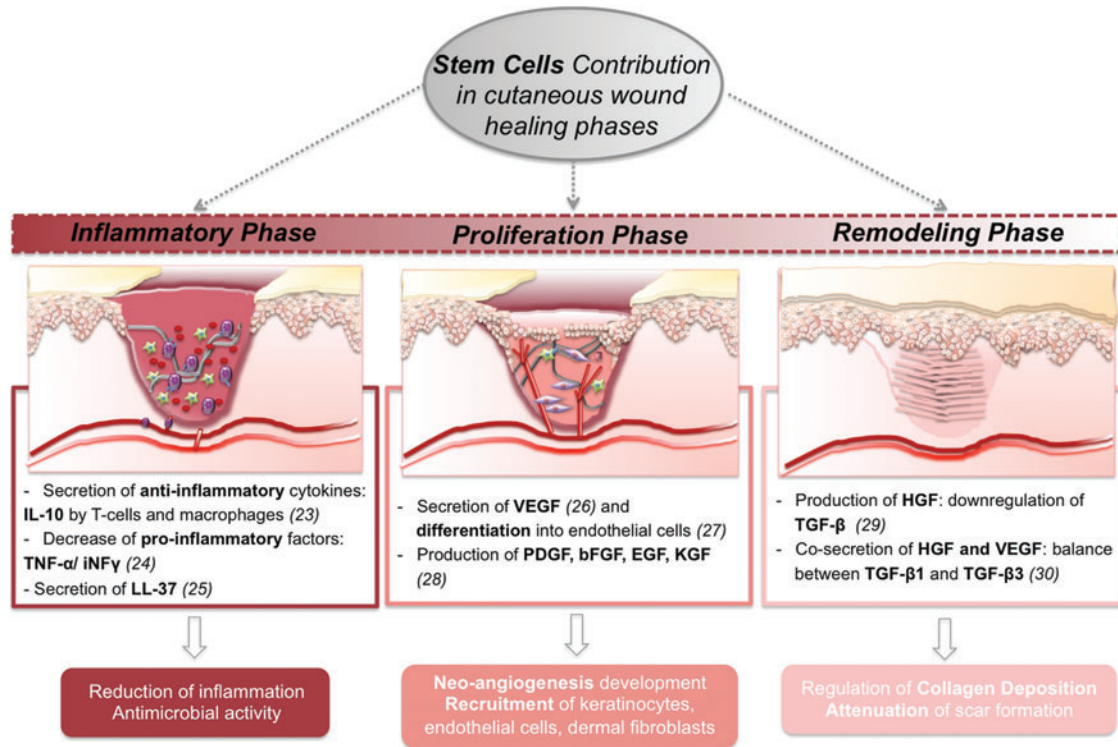 Stem Cells Contribution
in cutaneous wound
healing phases
Inflammatory Phase
Proliferation Phase
Remodeling Phase
- Secretion of anti-inflammatory cytokines:
IL-10 by T-cells and macrophages (23)
- Decrease of pro-inflammatory factors:
TNF-α/ iNFγ (24)
- Secretion of LL-37 (25)
- Secretion of VEGF (26) and
differentiation into endothelial cells (27)
- Production of PDGF, bFGF, EGF, KGF
(28)
- Production of HGF: downregulation of
TGF-β (29)
- Co-secretion of HGF and VEGF: balance
between TGF-β1 and TGF-β3 (30)
Reduction of inflammation
Antimicrobial activity
Neo-angiogenesis development
Recruitment of keratinocytes,
endothelial cells, dermal fibroblasts
Regulation of Collagen Deposition
Attenuation of scar formation